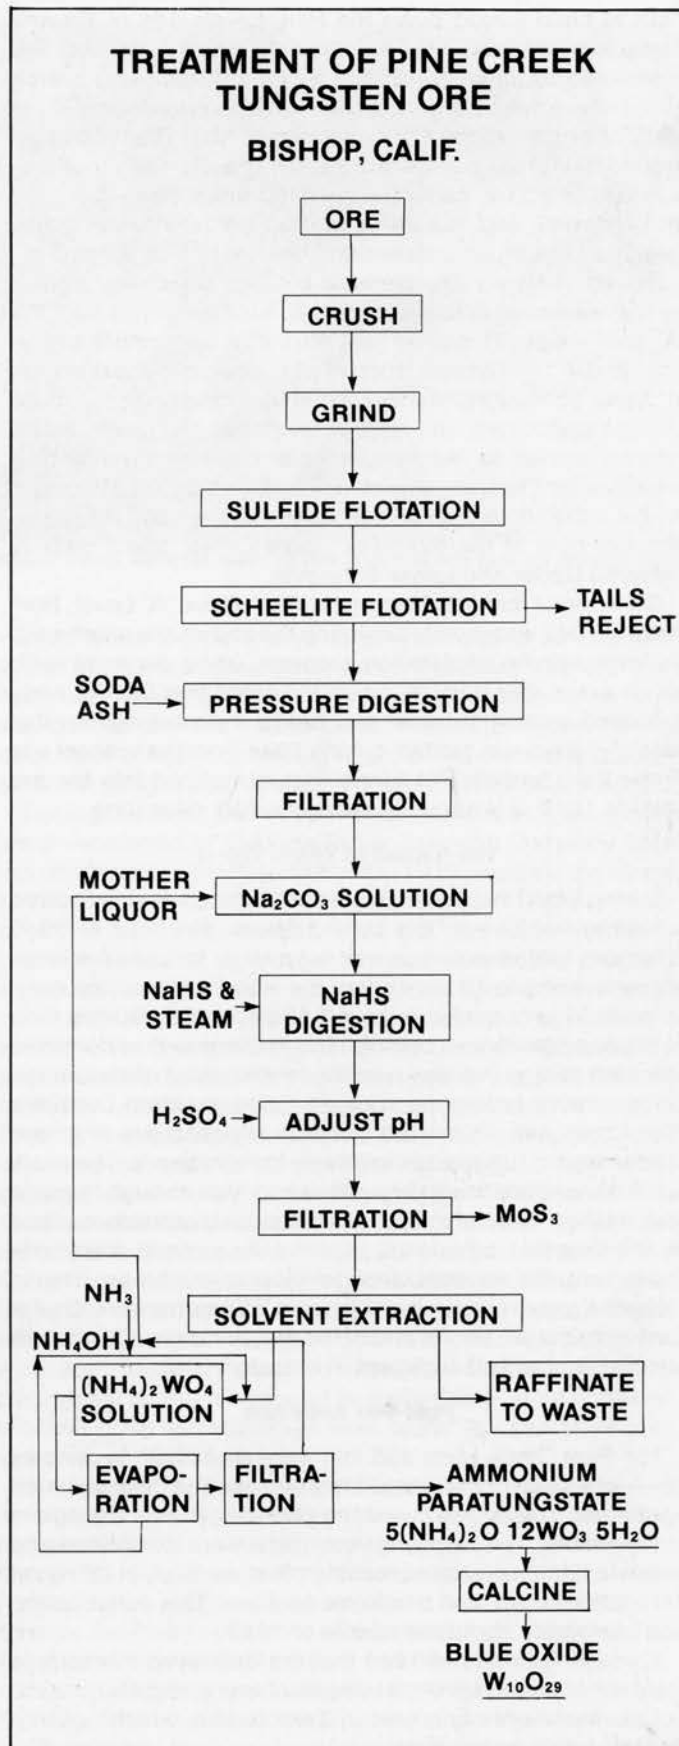 TREATMENT OF PINE CREEK
TUNGSTEN ORE
BISHOP, CALIF.
ORE
CRUSH
GRIND
SULFIDE FLOTATION
SCHEELITE FLOTATION
TAILS
REJECT
SODA
ASH
PRESSURE DIGESTION
FILTRATION
MOTHER
LIQUOR
Na₂CO₃ SOLUTION
NaHS &
STEAM
NaHS
DIGESTION
H₂SO₄
ADJUST pH
FILTRATION
MoS₃
NH₃
SOLVENT EXTRACTION
NH₄OH
(NH₄)₂ WO₄
SOLUTION
RAFFINATE
TO WASTE
EVAPO-
RATION
FILTRA-
TION
AMMONIUM
PARATUNGSTATE
5(NH₄)₂ O 12WO₃ 5H₂O
CALCINE
BLUE OXIDE
W₁₀O₂₉